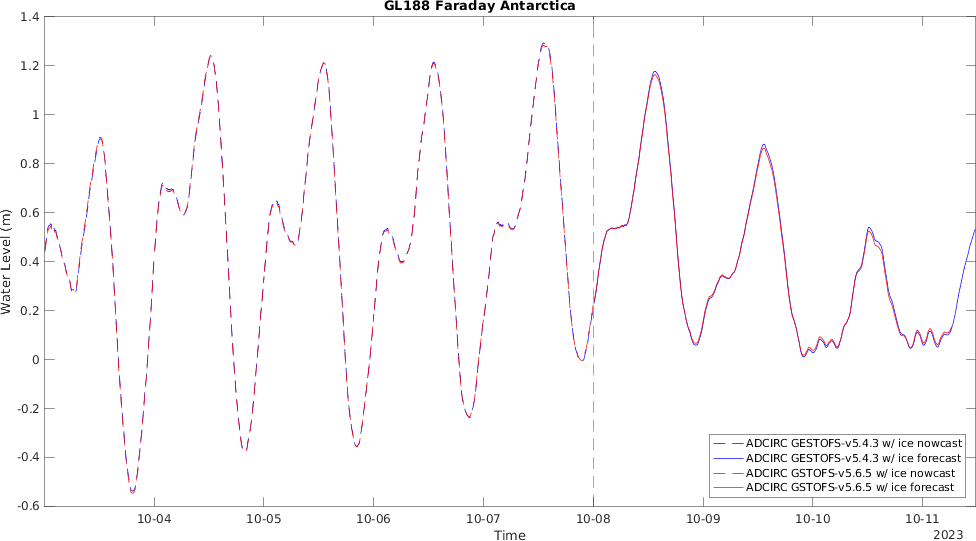 GL188 Faraday Antarctica
1.4
1.2
1
0.8
0.6
0.4
0.2
0
-0.2
-0.4
-0.6
Water Level (m)
ADCIRC GESTOFS-v5.4.3 w/ ice nowcast
ADCIRC GESTOFS-v5.4.3 w/ ice forecast
ADCIRC GSTOFS-v5.6.5 w/ ice nowcast
ADCIRC GSTOFS-v5.6.5 w/ ice forecast
10-04 10-05 10-06 10-07 10-08 10-09 10-10 10-11
Time
2023